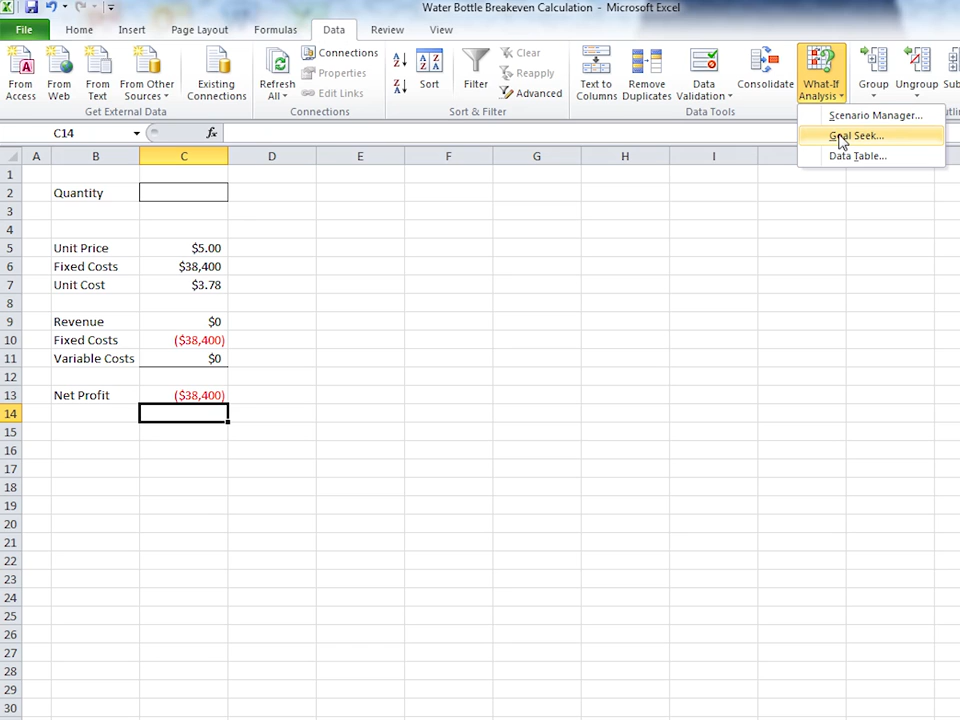 Water Bottle Breakeven Calculation - Microsoft Excel
File Home Insert Page Layout Formulas Data Review View
From Access
From Web
From Text
From Other Sources
Existing Connections
Get External Data
Refresh All
Connections
Properties
Edit Links
Connections
Sort
Filter
Clear
Reapply
Advanced
Sort & Filter
Text to Columns
Remove Duplicates
Data Validation
Consolidate
What-If Analysis
Data Tools
Group
Ungroup
Scenario Manager...
Goal Seek...
Data Table...
C14 fx
A B C D E F G H I
1
2 Quantity
3
4
5 Unit Price $5.00
6 Fixed Costs $38,400
7 Unit Cost $3.78
8
9 Revenue $0
10 Fixed Costs ($38,400)
11 Variable Costs $0
12
13 Net Profit ($38,400)
14
15
16
17
18
19
20
21
22
23
24
25
26
27
28
29
30